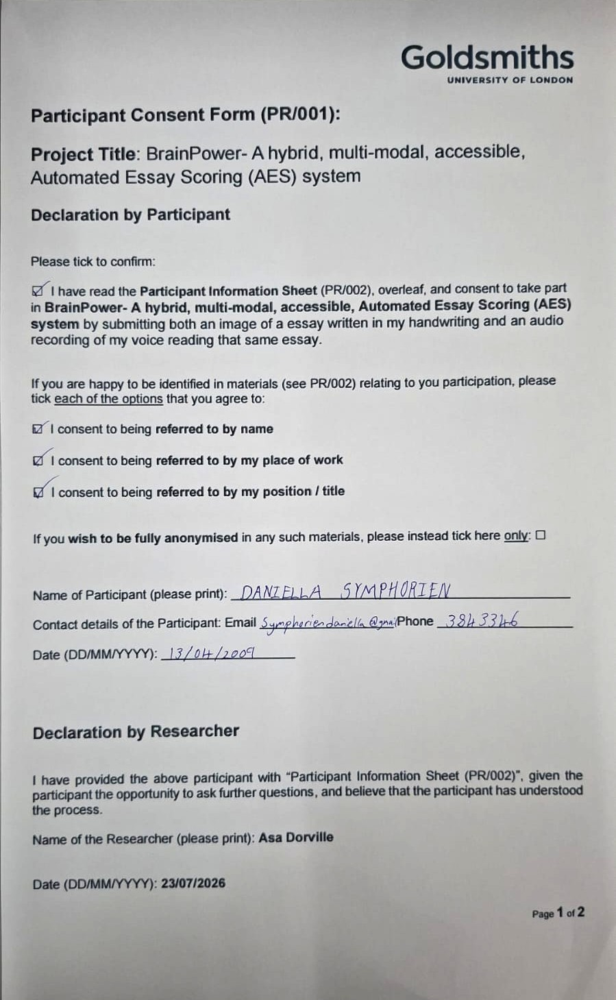 Goldsmiths
UNIVERSITY OF LONDON
Participant Consent Form (PR/001):
Project Title: BrainPower- A hybrid, multi-modal, accessible,
Automated Essay Scoring (AES) system
Declaration by Participant
Please tick to confirm:
☑ I have read the Participant Information Sheet (PR/002), overleaf, and consent to take part
in BrainPower- A hybrid, multi-modal, accessible, Automated Essay Scoring (AES)
system by submitting both an image of a essay written in my handwriting and an audio
recording of my voice reading that same essay.
If you are happy to be identified in materials (see PR/002) relating to you participation, please
tick each of the options that you agree to:
☑ I consent to being referred to by name
☑ I consent to being referred to by my place of work
☑ I consent to being referred to by my position / title
If you wish to be fully anonymised in any such materials, please instead tick here only: ☐
Name of Participant (please print): DANIELLA SYMPHORIEN
Contact details of the Participant: Email Symphoriendaniella @gmai Phone 3843346
Date (DD/MM/YYYY): 13/04/2009
Declaration by Researcher
I have provided the above participant with “Participant Information Sheet (PR/002)”, given the
participant the opportunity to ask further questions, and believe that the participant has understood
the process.
Name of the Researcher (please print): Asa Dorville
Date (DD/MM/YYYY): 23/07/2026
Page 1 of 2